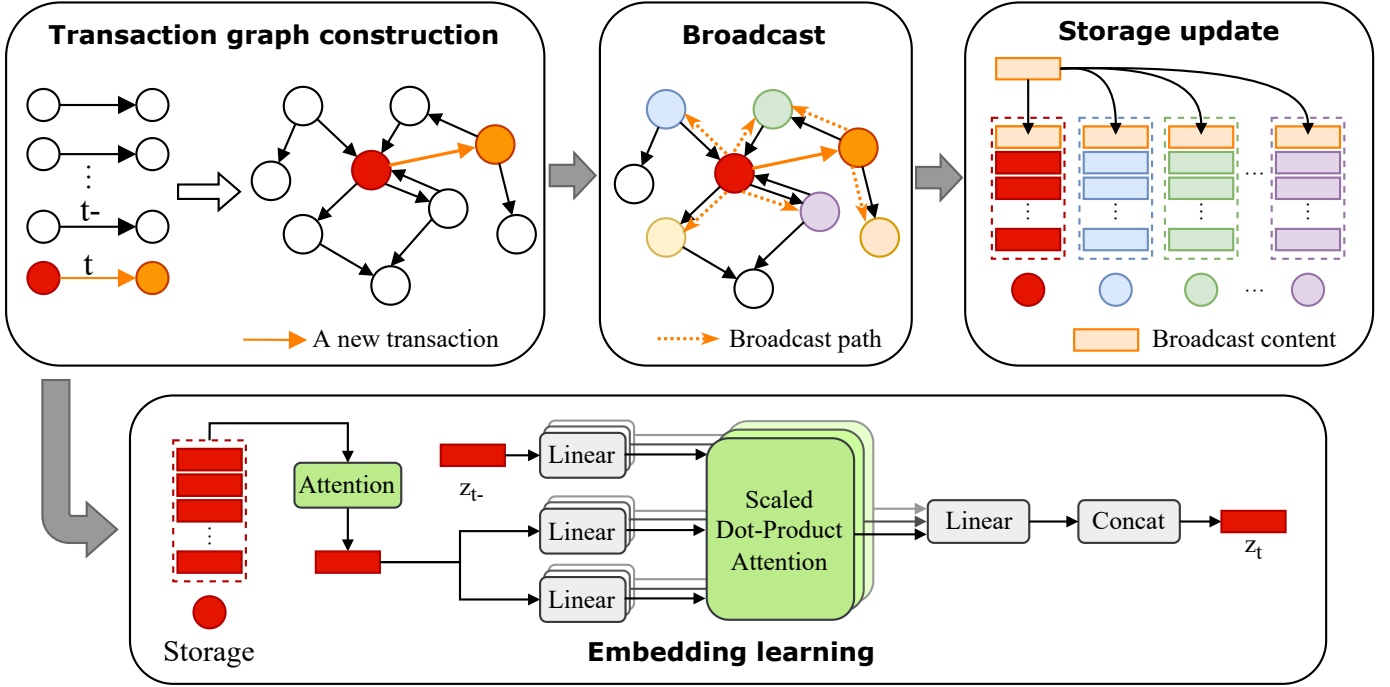 Transaction graph construction
t-
t
A new transaction
Broadcast
Broadcast path
Storage update
...
...
Broadcast content
Storage
Attention
z_t-
Linear
Linear
Linear
Scaled
Dot-Product
Attention
Linear
Concat
z_t
Embedding learning